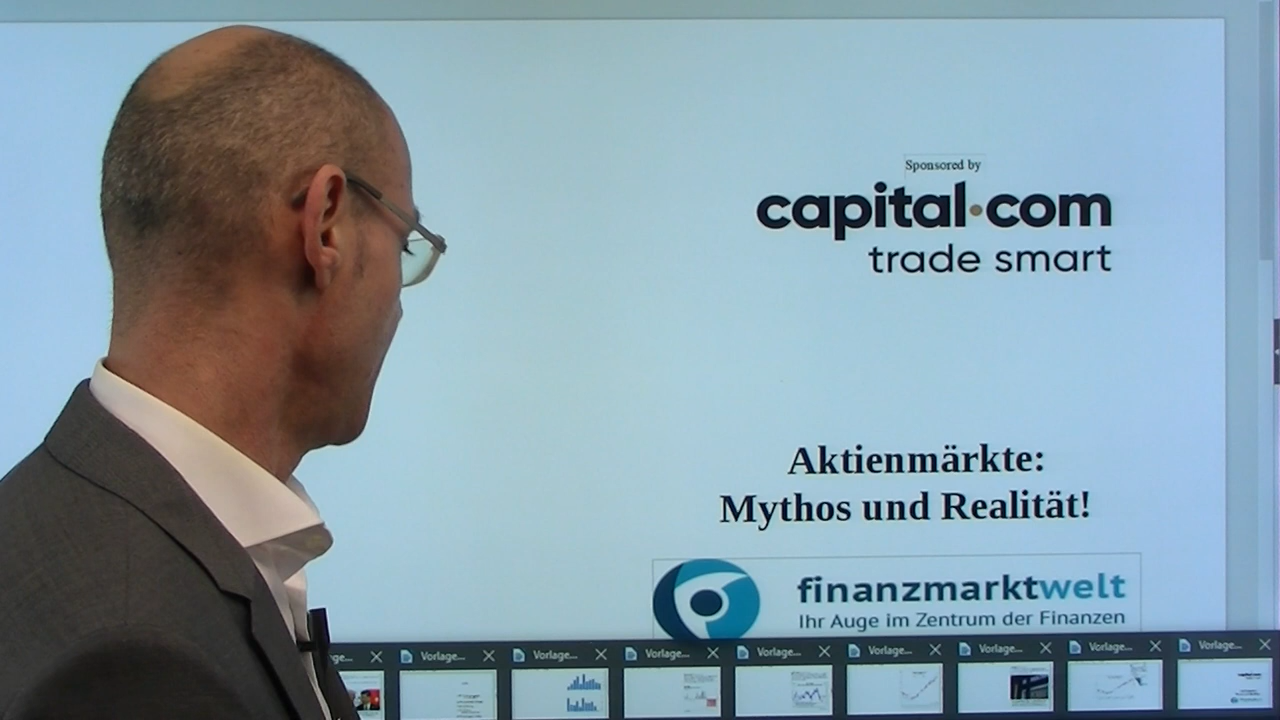 Sponsored by
capital·com
trade smart
Aktienmärkte:
Mythos und Realität!
finanzmarktwelt
Ihr Auge im Zentrum der Finanzen
ge...
Vorlage...
Vorlage...
Vorlage...
Vorlage...
Vorlage...
Vorlage...
Vorlage...
Vorlage...